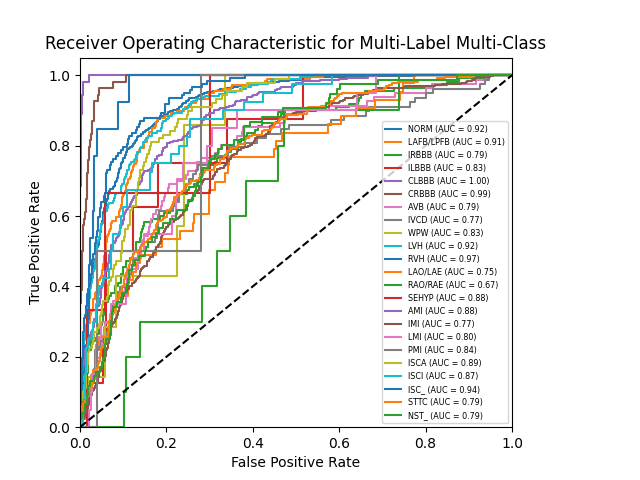 Receiver Operating Characteristic for Multi-Label Multi-Class
1.0
0.8
0.6
0.4
0.2
0.0
True Positive Rate
0.0 0.2 0.4 0.6 0.8 1.0
False Positive Rate
NORM (AUC = 0.92)
LAFB/LPFB (AUC = 0.91)
IRBBB (AUC = 0.79)
ILBBB (AUC = 0.83)
CLBBB (AUC = 1.00)
CRBBB (AUC = 0.99)
AVB (AUC = 0.79)
IVCD (AUC = 0.77)
WPW (AUC = 0.83)
LVH (AUC = 0.92)
RVH (AUC = 0.97)
LAO/LAE (AUC = 0.75)
RAO/RAE (AUC = 0.67)
SEHYP (AUC = 0.88)
AMI (AUC = 0.88)
IMI (AUC = 0.77)
LMI (AUC = 0.80)
PMI (AUC = 0.84)
ISCA (AUC = 0.89)
ISCI (AUC = 0.87)
ISC_ (AUC = 0.94)
STTC (AUC = 0.79)
NST_ (AUC = 0.79)